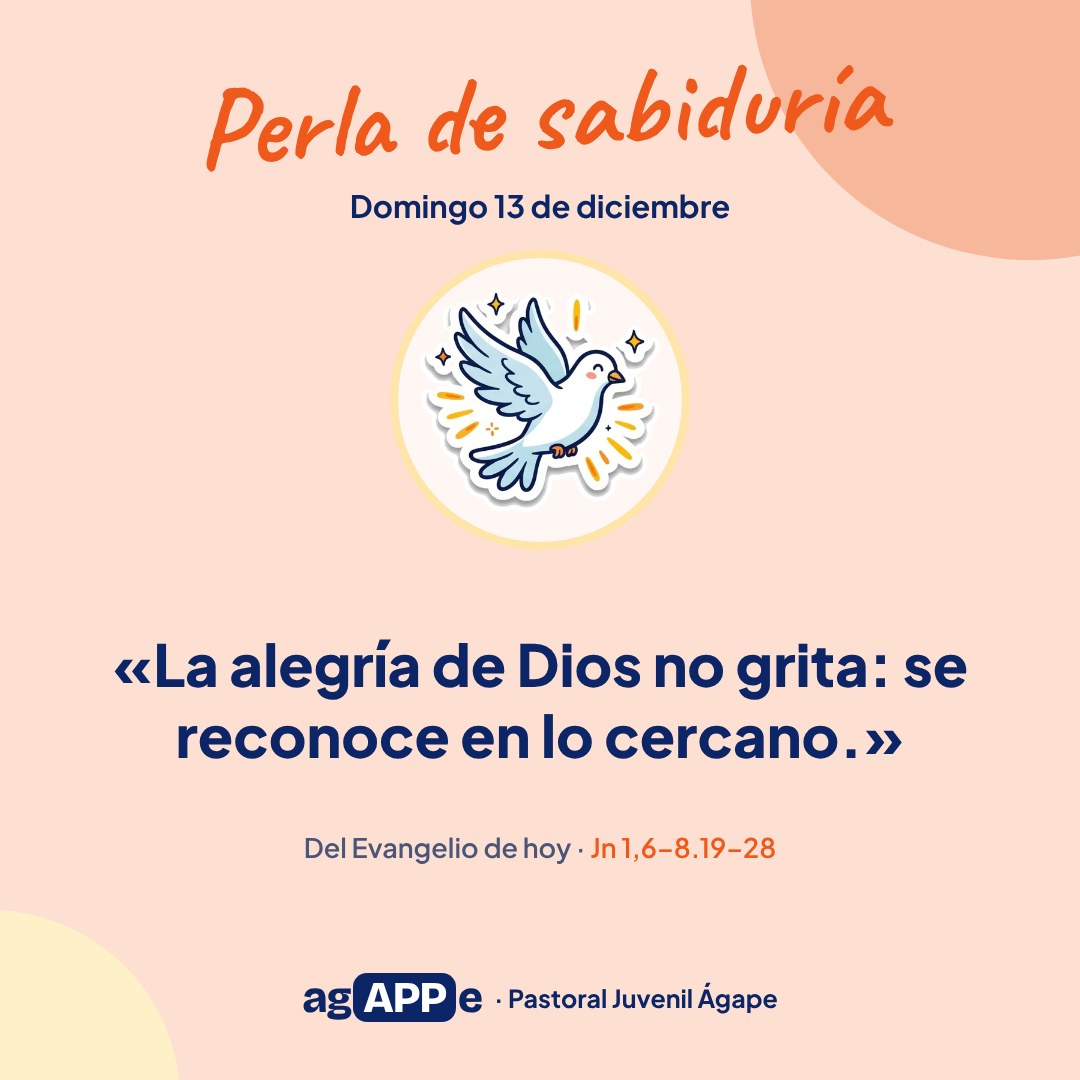 Perla de sabiduría
Domingo 13 de diciembre
«La alegría de Dios no grita: se
reconoce en lo cercano.»
Del Evangelio de hoy · Jn 1,6–8.19–28
agAPPe · Pastoral Juvenil Ágape